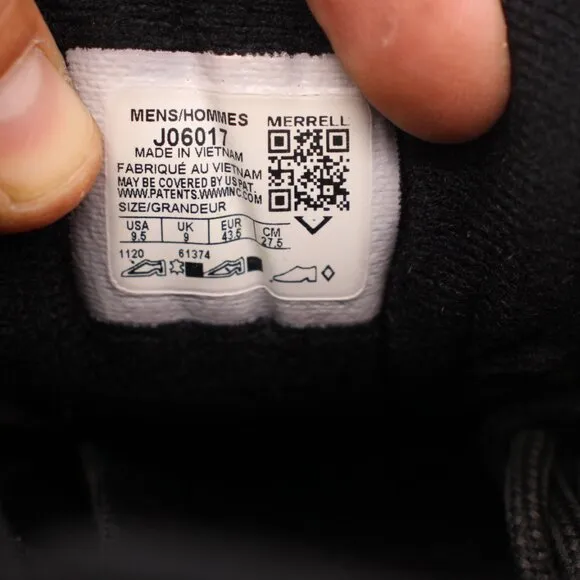 MENS/HOMMES MERRELL
J06017
MADE IN VIETNAM
FABRIQUÉ AU VIETNAM
MAY BE COVERED BY US PAT.
WWW.PATENTS.WWWINC.COM
SIZE/GRANDEUR
USA UK EUR CM
9.5 9 43.5 27.5
1120 61374